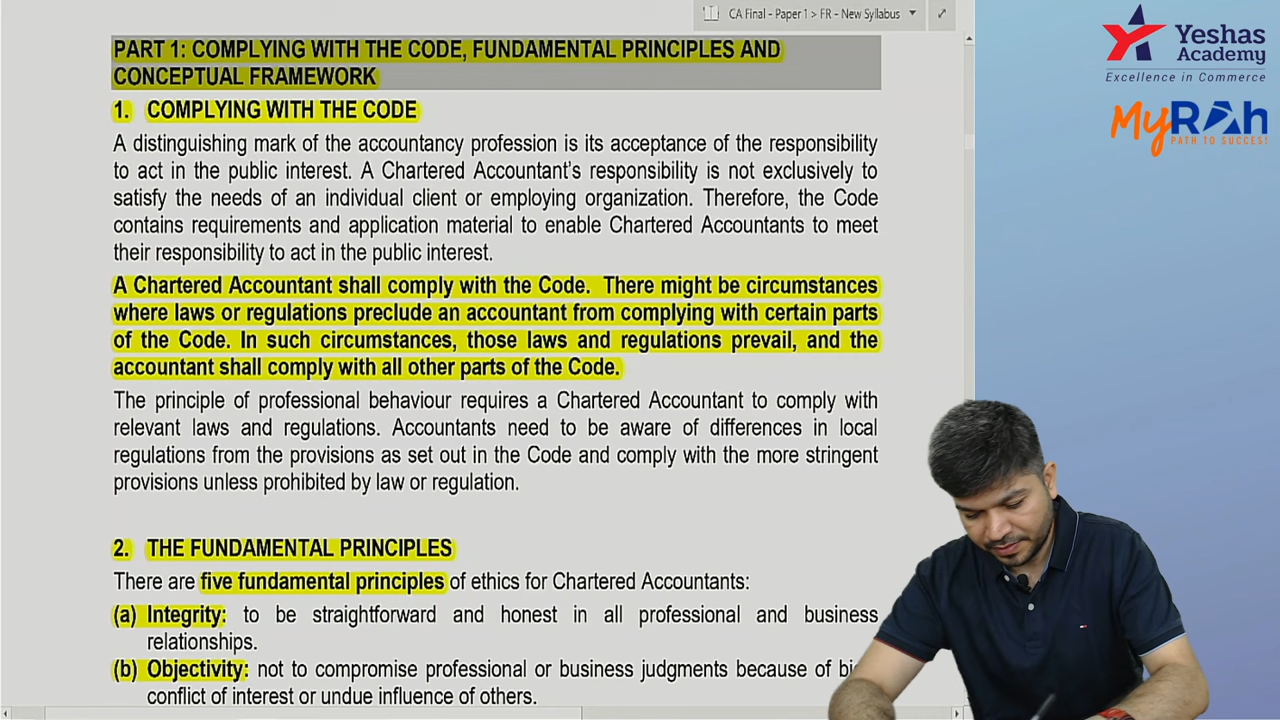 CA Final - Paper 1 > FR - New Syllabus
Yeshas
Academy
Excellence in Commerce
MyRAh
PATH TO SUCCESS
PART 1: COMPLYING WITH THE CODE, FUNDAMENTAL PRINCIPLES AND
CONCEPTUAL FRAMEWORK
1. COMPLYING WITH THE CODE
A distinguishing mark of the accountancy profession is its acceptance of the responsibility
to act in the public interest. A Chartered Accountant's responsibility is not exclusively to
satisfy the needs of an individual client or employing organization. Therefore, the Code
contains requirements and application material to enable Chartered Accountants to meet
their responsibility to act in the public interest.
A Chartered Accountant shall comply with the Code. There might be circumstances
where laws or regulations preclude an accountant from complying with certain parts
of the Code. In such circumstances, those laws and regulations prevail, and the
accountant shall comply with all other parts of the Code.
The principle of professional behaviour requires a Chartered Accountant to comply with
relevant laws and regulations. Accountants need to be aware of differences in local
regulations from the provisions as set out in the Code and comply with the more stringent
provisions unless prohibited by law or regulation.
2. THE FUNDAMENTAL PRINCIPLES
There are five fundamental principles of ethics for Chartered Accountants:
(a) Integrity: to be straightforward and honest in all professional and business
relationships.
(b) Objectivity: not to compromise professional or business judgments because of
conflict of interest or undue influence of others.